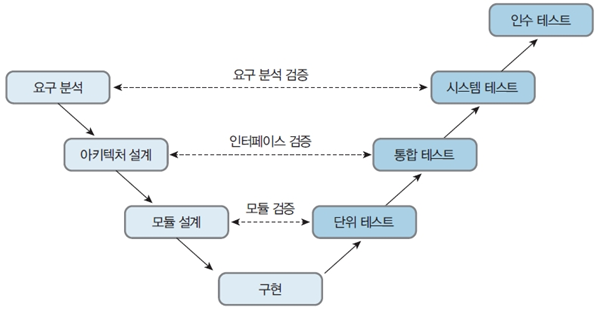 인수 테스트
요구 분석
요구 분석 검증
시스템 테스트
아키텍처 설계
인터페이스 검증
통합 테스트
모듈 설계
모듈 검증
단위 테스트
구현